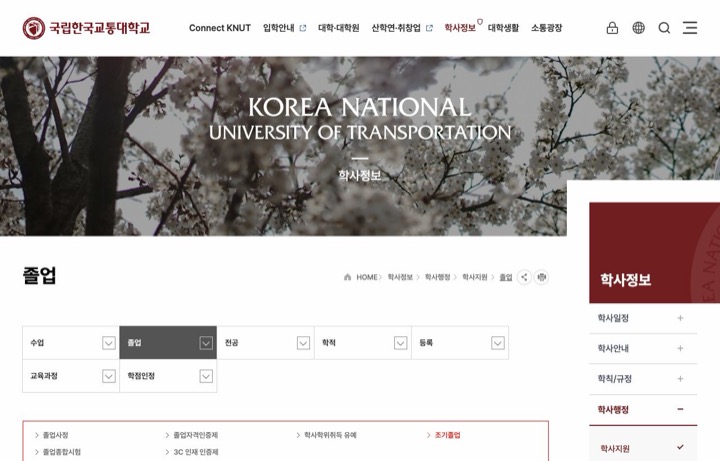 국립한국교통대학교
Connect KNUT 입학안내 대학·대학원 산학연·취창업 학사정보 대학생활 소통광장
KOREA NATIONAL
UNIVERSITY OF TRANSPORTATION
학사정보
졸업
HOME 학사정보 학사행정 학사지원 졸업
수업 졸업 전공 학적 등록
교육과정 학점인정
졸업사정 졸업자격인증제 학사학위취득 유예 조기졸업
졸업종합시험 3C 인재 인증제
학사정보
학사일정
학사안내
학칙/규정
학사행정
학사지원